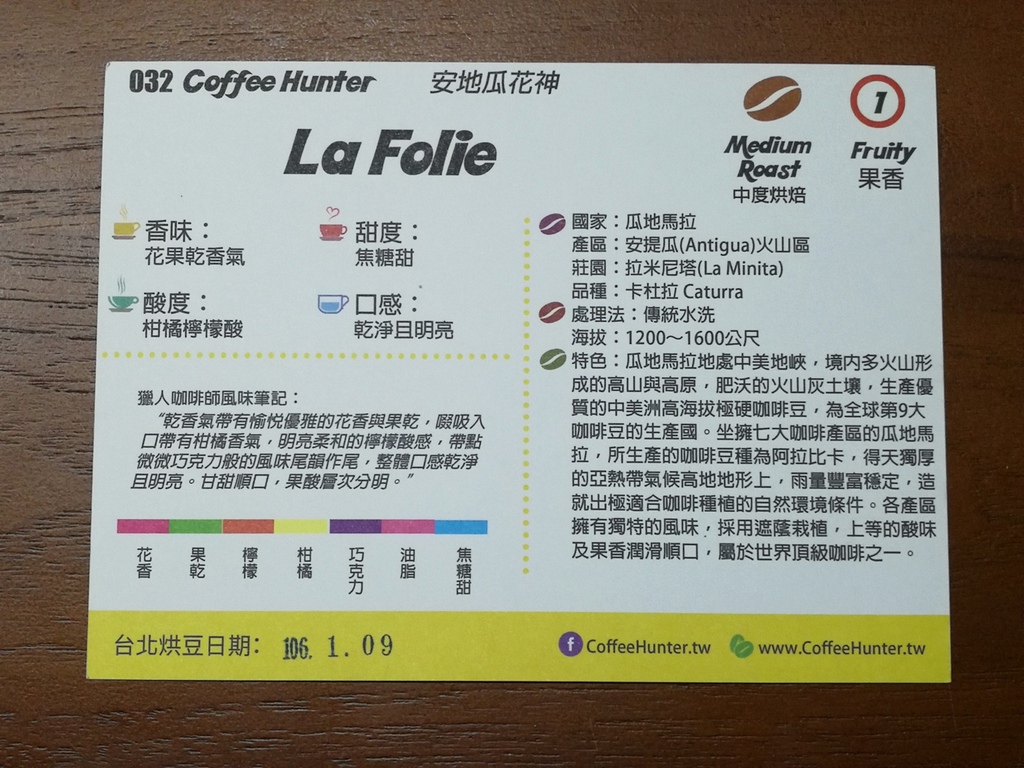 032 Coffee Hunter 安地瓜花神
La Folie
Medium
Roast
中度烘焙
1
Fruity
果香
香味：
花果乾香氣
甜度：
焦糖甜
酸度：
柑橘檸檬酸
口感：
乾淨且明亮
獵人咖啡師風味筆記：
“乾香氣帶有愉悅優雅的花香與果乾，啜吸入
口帶有柑橘香氣，明亮柔和的檸檬酸感，帶點
微微巧克力般的風味尾韻作尾，整體口感乾淨
且明亮。甘甜順口，果酸層次分明。”
花香 果乾 檸檬 柑橘 巧克力 油脂 焦糖甜
國家：瓜地馬拉
產區：安提瓜(Antigua)火山區
莊園：拉米尼塔(La Minita)
品種：卡杜拉 Caturra
處理法：傳統水洗
海拔：1200～1600公尺
特色：瓜地馬拉地處中美地峽，境內多火山形
成的高山與高原，肥沃的火山灰土壤，生產優
質的中美洲高海拔極硬咖啡豆，為全球第9大
咖啡豆的生產國。坐擁七大咖啡產區的瓜地馬
拉，所生產的咖啡豆種為阿拉比卡，得天獨厚
的亞熱帶氣候高地地形上，雨量豐富穩定，造
就出極適合咖啡種植的自然環境條件。各產區
擁有獨特的風味，採用遮蔭栽植，上等的酸味
及果香潤滑順口，屬於世界頂級咖啡之一。
台北烘豆日期： 106. 1. 09
f CoffeeHunter.tw www.CoffeeHunter.tw